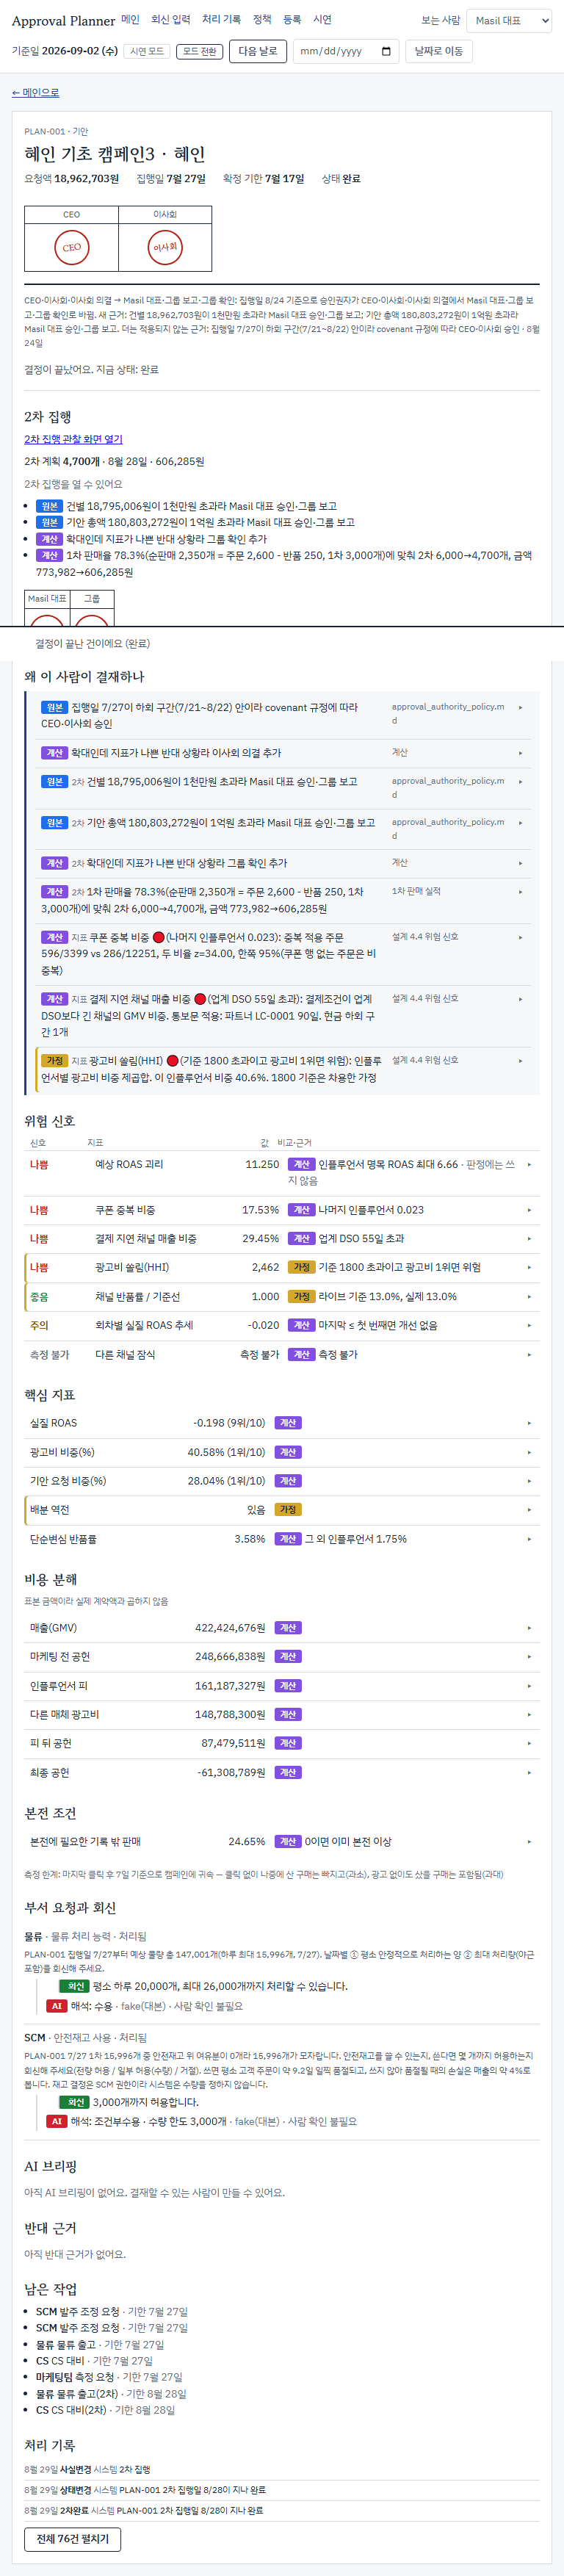 Approval Planner 메인 회신 입력 처리 기록 정책 등록 시연 보는 사람 Masil 대표
기준일 2026-09-02 (수) 시연 모드 모드 전환 다음 날로 mm/dd/yyyy 날짜로 이동
← 메인으로
PLAN-001 · 기안
혜인 기초 캠페인3 · 혜인
요청액 18,962,703원 집행일 7월 27일 확정 기한 7월 17일 상태 완료
CEO 이사회
CEO 이사회
CEO·이사회·이사회 의결 → Masil 대표·그룹 보고·그룹 확인: 집행일 8/24 기준으로 승인권자가 CEO·이사회·이사회 의결에서 Masil 대표·그룹 보
고·그룹 확인로 바뀜. 새 근거: 건별 18,962,703원이 1천만원 초과라 Masil 대표 승인·그룹 보고; 기안 총액 180,803,272원이 1억원 초과라
Masil 대표 승인·그룹 보고. 더는 적용되지 않는 근거: 집행일 7/27이 하회 구간(7/21~8/22) 안이라 covenant 규정에 따라 CEO·이사회 승인 · 8월
24일
결정이 끝났어요. 지금 상태: 완료
2차 집행
2차 집행 관찰 화면 열기
2차 계획 4,700개 · 8월 28일 · 606,285원
2차 집행을 열 수 있어요
원본 건별 18,795,006원이 1천만원 초과라 Masil 대표 승인·그룹 보고
원본 기안 총액 180,803,272원이 1억원 초과라 Masil 대표 승인·그룹 보고
계산 확대인데 지표가 나쁜 반대 상황라 그룹 확인 추가
계산 1차 판매율 78.3%(순판매 2,350개 = 주문 2,600 - 반품 250, 1차 3,000개)에 맞춰 2차 6,000→4,700개, 금액
773,982→606,285원
Masil 대표 그룹
결정이 끝난 건이에요 (완료)
왜 이 사람이 결재하나
원본 집행일 7/27이 하회 구간(7/21~8/22) 안이라 covenant 규정에 따라 approval_authority_policy.m
CEO·이사회 승인 d
계산 확대인데 지표가 나쁜 반대 상황라 이사회 의결 추가 계산
원본 2차 건별 18,795,006원이 1천만원 초과라 Masil 대표 승인·그룹 보고 approval_authority_policy.m
d
원본 2차 기안 총액 180,803,272원이 1억원 초과라 Masil 대표 승인·그룹 보고 approval_authority_policy.m
d
계산 2차 확대인데 지표가 나쁜 반대 상황라 그룹 확인 추가 계산
계산 2차 1차 판매율 78.3%(순판매 2,350개 = 주문 2,600 - 반품 250, 1차 1차 판매 실적
3,000개)에 맞춰 2차 6,000→4,700개, 금액 773,982→606,285원
계산 지표 쿠폰 중복 비중 🔴(나머지 인플루언서 0.023): 중복 적용 주문 설계 4.4 위험 신호
596/3399 vs 286/12251, 두 비율 z=34.00, 한쪽 95%(쿠폰 행 없는 주문은 비
중복)
계산 지표 결제 지연 채널 매출 비중 🔴(업계 DSO 55일 초과): 결제조건이 업계 설계 4.4 위험 신호
DSO보다 긴 채널의 GMV 비중. 통보문 적용: 파트너 LC-0001 90일. 현금 하회 구
간 1개
가정 지표 광고비 쏠림(HHI) 🔴(기준 1800 초과이고 광고비 1위면 위험): 인플루 설계 4.4 위험 신호
언서별 광고비 비중 제곱합. 이 인플루언서 비중 40.6%. 1800 기준은 차용한 가정
위험 신호
신호 지표 값 비교·근거
나쁨 예상 ROAS 괴리 11.250 계산 인플루언서 명목 ROAS 최대 6.66 · 판정에는 쓰
지 않음
나쁨 쿠폰 중복 비중 17.53% 계산 나머지 인플루언서 0.023
나쁨 결제 지연 채널 매출 비중 29.45% 계산 업계 DSO 55일 초과
나쁨 광고비 쏠림(HHI) 2,462 가정 기준 1800 초과이고 광고비 1위면 위험
좋음 채널 반품률 / 기준선 1.000 가정 라이브 기준 13.0%, 실제 13.0%
주의 회차별 실질 ROAS 추세 -0.020 계산 마지막 ≤ 첫 번째면 개선 없음
측정 불가 다른 채널 잠식 측정 불가 계산 측정 불가
핵심 지표
실질 ROAS -0.198 (9위/10) 계산
광고비 비중(%) 40.58% (1위/10) 계산
기안 요청 비중(%) 28.04% (1위/10) 계산
배분 역전 있음 가정
단순변심 반품률 3.58% 계산 그 외 인플루언서 1.75%
비용 분해
표본 금액이라 실제 계약액과 곱하지 않음
매출(GMV) 422,424,676원 계산
마케팅 전 공헌 248,666,838원 계산
인플루언서 피 161,187,327원 계산
다른 매체 광고비 148,788,300원 계산
피 뒤 공헌 87,479,511원 계산
최종 공헌 -61,308,789원 계산
본전 조건
본전에 필요한 기록 밖 판매 24.65% 계산 0이면 이미 본전 이상
측정 한계: 마지막 클릭 후 7일 기준으로 캠페인에 귀속 — 클릭 없이 나중에 산 구매는 빠지고(과소), 광고 없이도 샀을 구매는 포함됨(과대)
부서 요청과 회신
물류 · 물류 처리 능력 · 처리됨
PLAN-001 집행일 7/27부터 예상 물량 총 147,001개(하루 최대 15,996개, 7/27). 날짜별 ① 평소 안정적으로 처리하는 양 ② 최대 처리량(야근
포함)를 회신해 주세요.
회신 평소 하루 20,000개, 최대 26,000개까지 처리할 수 있습니다.
AI 해석: 수용 · fake(대본) · 사람 확인 불필요
SCM · 안전재고 사용 · 처리됨
PLAN-001 7/27 1차 15,996개 중 안전재고 위 여유분이 0개라 15,996개가 모자랍니다. 안전재고를 쓸 수 있는지, 쓴다면 몇 개까지 허용하는지
회신해 주세요(전량 허용 / 일부 허용(수량) / 거절). 쓰면 평소 고객 주문이 약 9.2일 일찍 품절되고, 쓰지 않아 품절될 때의 손실은 매출의 약 4%로
봅니다. 재고 결정은 SCM 권한이라 시스템은 수량을 정하지 않습니다.
회신 3,000개까지 허용합니다.
AI 해석: 조건부수용 · 수량 한도 3,000개 · fake(대본) · 사람 확인 불필요
AI 브리핑
아직 AI 브리핑이 없어요. 결재할 수 있는 사람이 만들 수 있어요.
반대 근거
아직 반대 근거가 없어요.
남은 작업
SCM 발주 조정 요청 · 기한 7월 27일
SCM 발주 조정 요청 · 기한 7월 27일
물류 물류 출고 · 기한 7월 27일
CS CS 대비 · 기한 7월 27일
마케팅팀 측정 요청 · 기한 7월 27일
물류 물류 출고(2차) · 기한 8월 28일
CS CS 대비(2차) · 기한 8월 28일
처리 기록
8월 29일 사실변경 시스템 2차 집행
8월 29일 상태변경 시스템 PLAN-001 2차 집행일 8/28이 지나 완료
8월 29일 2차완료 시스템 PLAN-001 2차 집행일 8/28이 지나 완료
전체 76건 펼치기